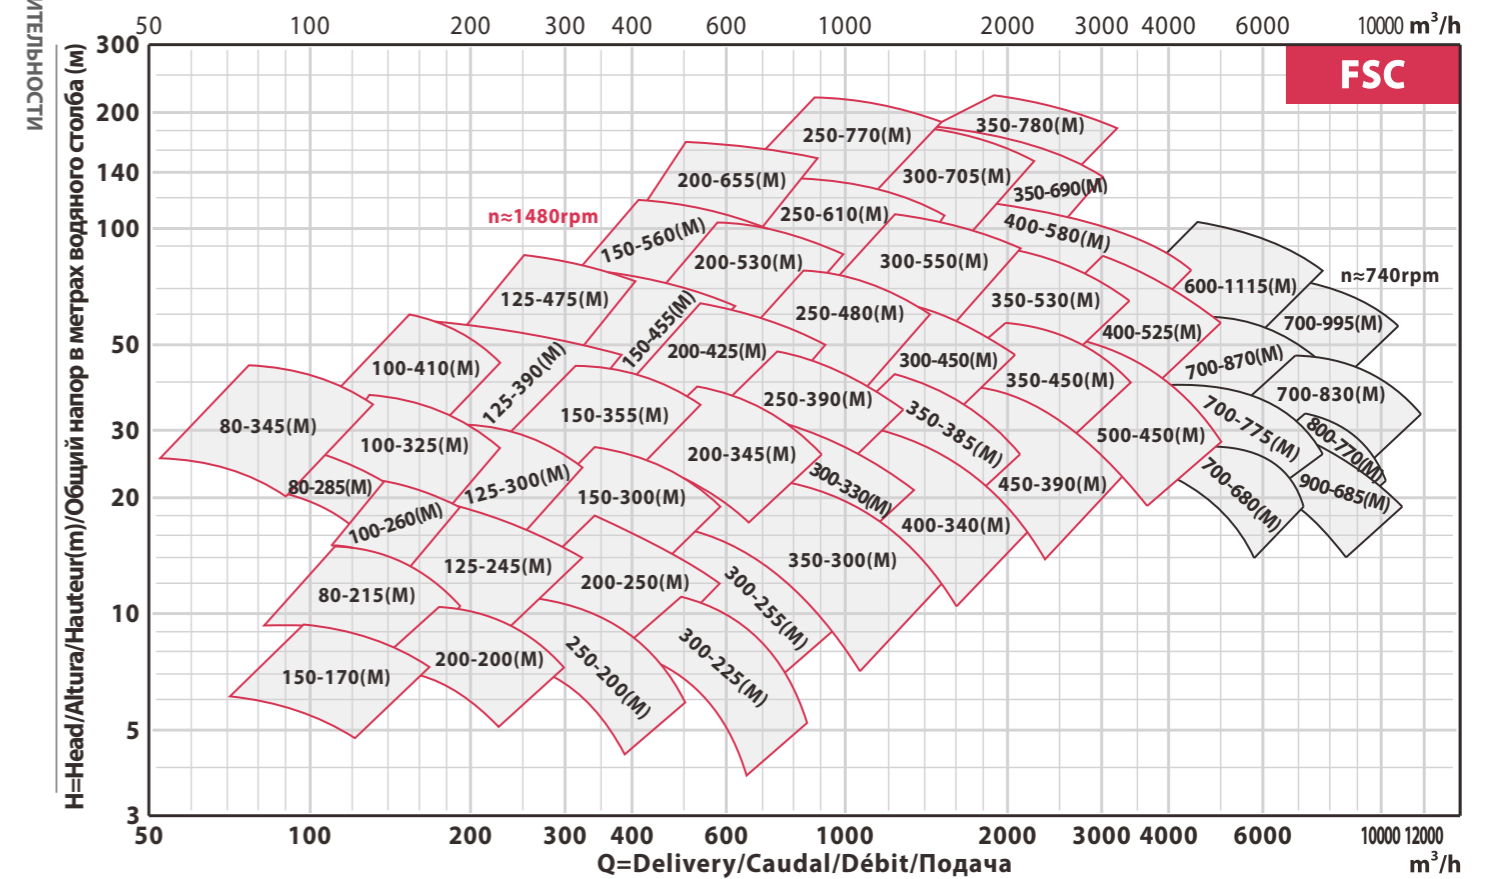 ИТЕЛЬНОСТИ
50 100 200 300 400 600 1000 2000 3000 4000 6000 10000 m³/h
H=Head/Altura/Hauteur(m)/Общий напор в метрах водяного столба (м)
300
200
140
100
50
30
20
10
5
3
FSC
n≈1480rpm
n≈740rpm
350-780(M)
250-770(M)
300-705(M)
200-655(M)
350-690(M)
250-610(M)
400-580(M)
150-560(M)
200-530(M)
300-550(M)
600-1115(M)
125-475(M)
350-530(M)
250-480(M)
700-995(M)
150-455(M)
400-525(M)
200-425(M)
300-450(M)
700-870(M)
100-410(M)
125-390(M)
350-450(M)
700-830(M)
250-390(M)
150-355(M)
80-345(M)
350-385(M)
700-775(M)
500-450(M)
800-770(M)
100-325(M)
200-345(M)
125-300(M)
80-285(M)
150-300(M)
300-330(M)
450-390(M)
700-680(M)
900-685(M)
100-260(M)
400-340(M)
350-300(M)
125-245(M)
200-250(M)
80-215(M)
300-255(M)
200-200(M)
150-170(M)
250-200(M)
300-225(M)
50 100 200 300 400 600 1000 2000 3000 4000 6000 10000 12000
Q=Delivery/Caudal/Débit/Подача
m³/h